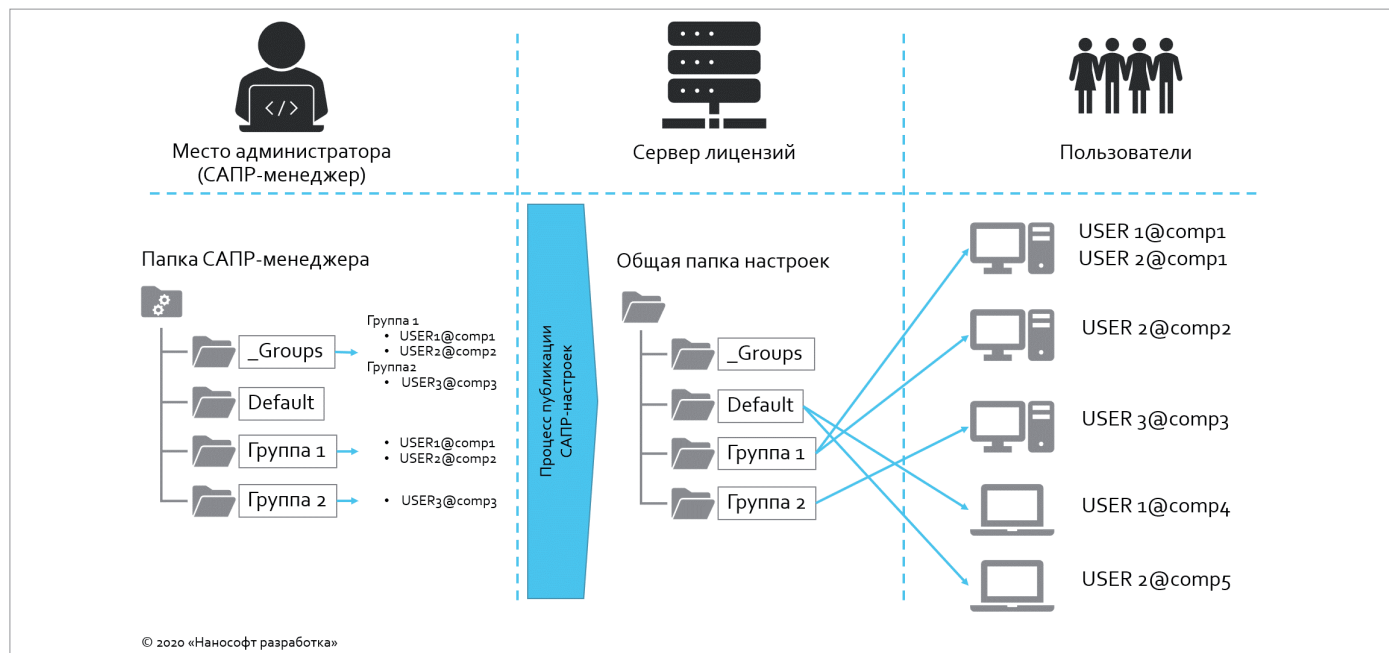 </>
Место администратора
(САПР-менеджер)
Сервер лицензий
Пользователи
Папка САПР-менеджера
_Groups
Default
Группа 1
Группа 2
Группа 1
• USER1@comp1
• USER2@comp2
Группа2
• USER3@comp3
• USER1@comp1
• USER2@comp2
• USER3@comp3
Процесс публикации
САПР-настроек
Общая папка настроек
_Groups
Default
Группа 1
Группа 2
USER 1@comp1
USER 2@comp1
USER 2@comp2
USER 3@comp3
USER 1@comp4
USER 2@comp5
© 2020 «Нанософт разработка»